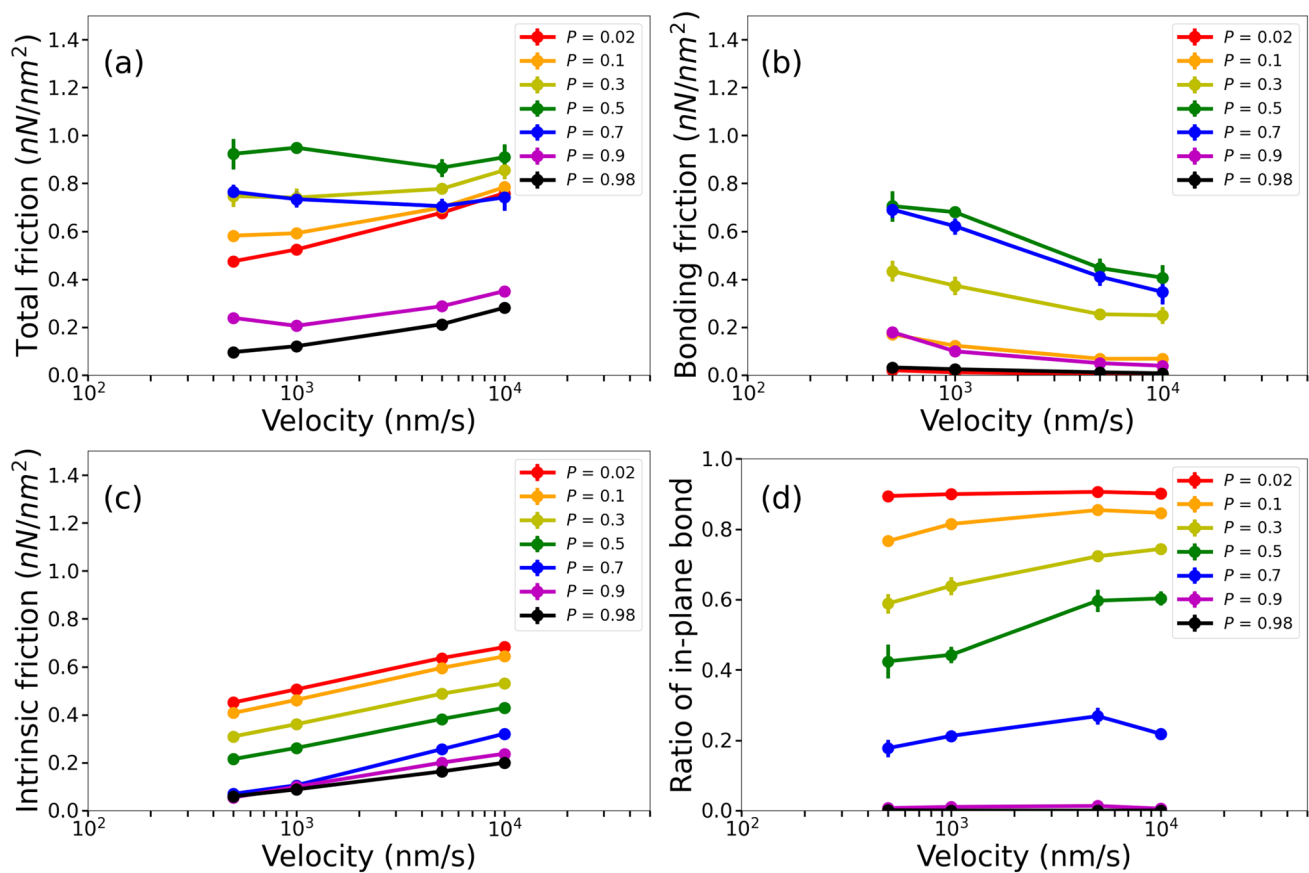 (a)
Total friction (nN/nm²)
1.4
1.2
1.0
0.8
0.6
0.4
0.2
0.0
10²
10³
10⁴
Velocity (nm/s)
P = 0.02
P = 0.1
P = 0.3
P = 0.5
P = 0.7
P = 0.9
P = 0.98
(b)
Bonding friction (nN/nm²)
1.4
1.2
1.0
0.8
0.6
0.4
0.2
0.0
10²
10³
10⁴
Velocity (nm/s)
P = 0.02
P = 0.1
P = 0.3
P = 0.5
P = 0.7
P = 0.9
P = 0.98
(c)
Intrinsic friction (nN/nm²)
1.4
1.2
1.0
0.8
0.6
0.4
0.2
0.0
10²
10³
10⁴
Velocity (nm/s)
P = 0.02
P = 0.1
P = 0.3
P = 0.5
P = 0.7
P = 0.9
P = 0.98
(d)
Ratio of in-plane bond
1.0
0.8
0.6
0.4
0.2
0.0
10²
10³
10⁴
Velocity (nm/s)
P = 0.02
P = 0.1
P = 0.3
P = 0.5
P = 0.7
P = 0.9
P = 0.98